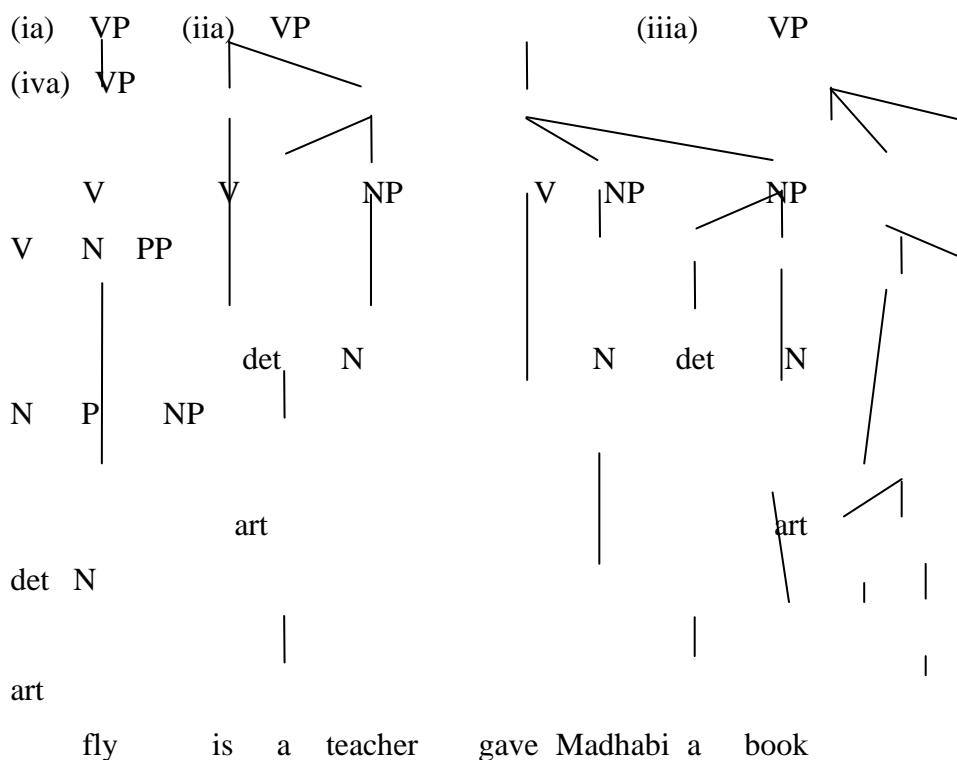 (ia) VP (iia) VP (iiia) VP
(iva) VP
V V NP V NP NP
V N PP
det N N det N
N P NP
art art
det N
art
fly is a teacher gave Madhabi a book